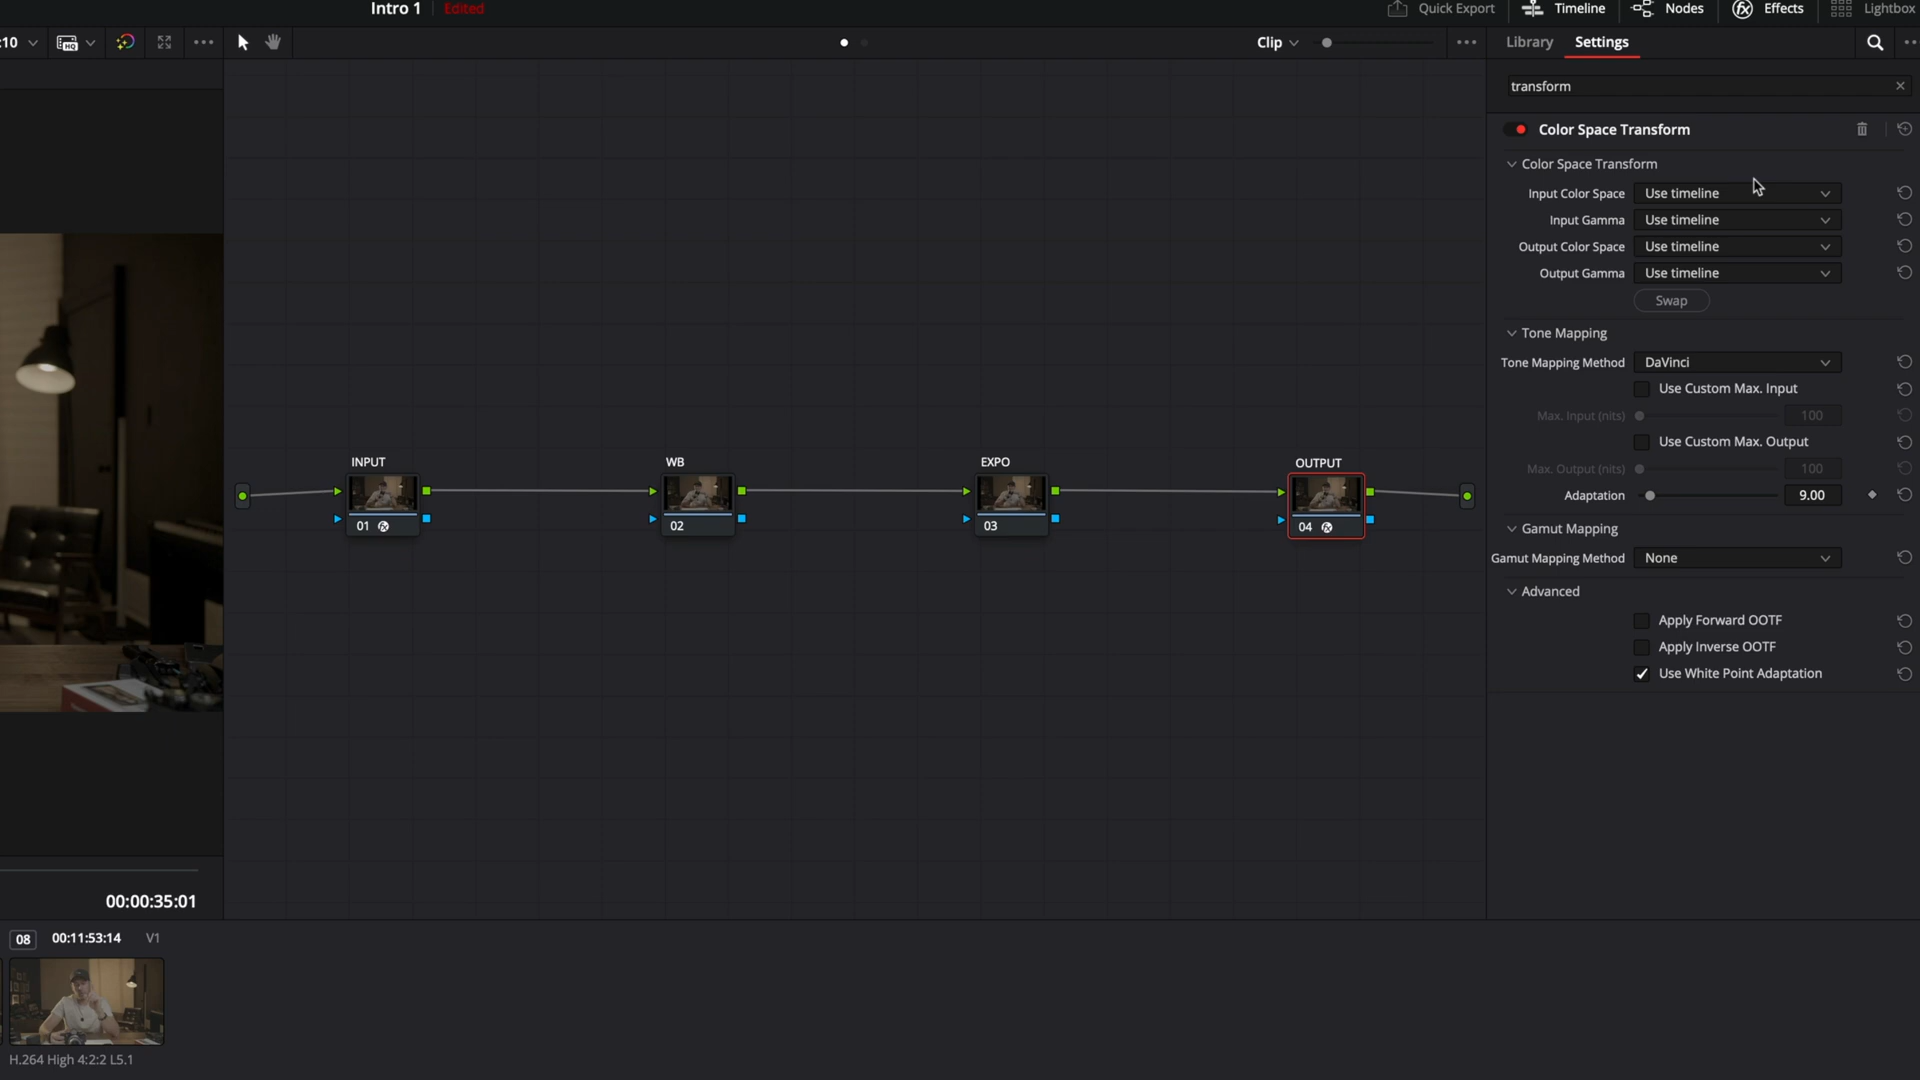 Intro 1 Edited
Quick Export Timeline Nodes Effects Lightbox
:10 HQ
Clip
Library Settings
transform
Color Space Transform
Color Space Transform
Input Color Space Use timeline
Input Gamma Use timeline
Output Color Space Use timeline
Output Gamma Use timeline
Swap
Tone Mapping
Tone Mapping Method DaVinci
Use Custom Max. Input
Max. Input (nits) 100
Use Custom Max. Output
Max. Output (nits) 100
Adaptation 9.00
Gamut Mapping
Gamut Mapping Method None
Advanced
Apply Forward OOTF
Apply Inverse OOTF
Use White Point Adaptation
INPUT WB EXPO OUTPUT
01 02 03 04
00:00:35:01
08 00:11:53:14 V1
H.264 High 4:2:2 L5.1